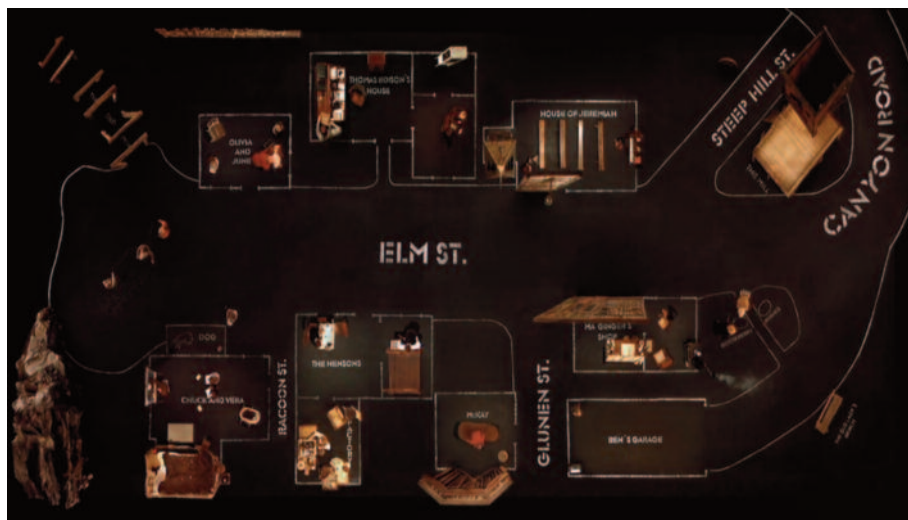 THOMAS EDISON'S
HOUSE
HOUSE OF JEREMIAH
OLIVIA
AND
JUNE
STEEP HILL ST.
CANYON ROAD
ELM ST.
DOG
THE HENSONS
MA GINGER'S
SHOP
RACOON ST.
GLUNEN ST.
CHUCK AND VERA
McKAY
BEN'S GARAGE